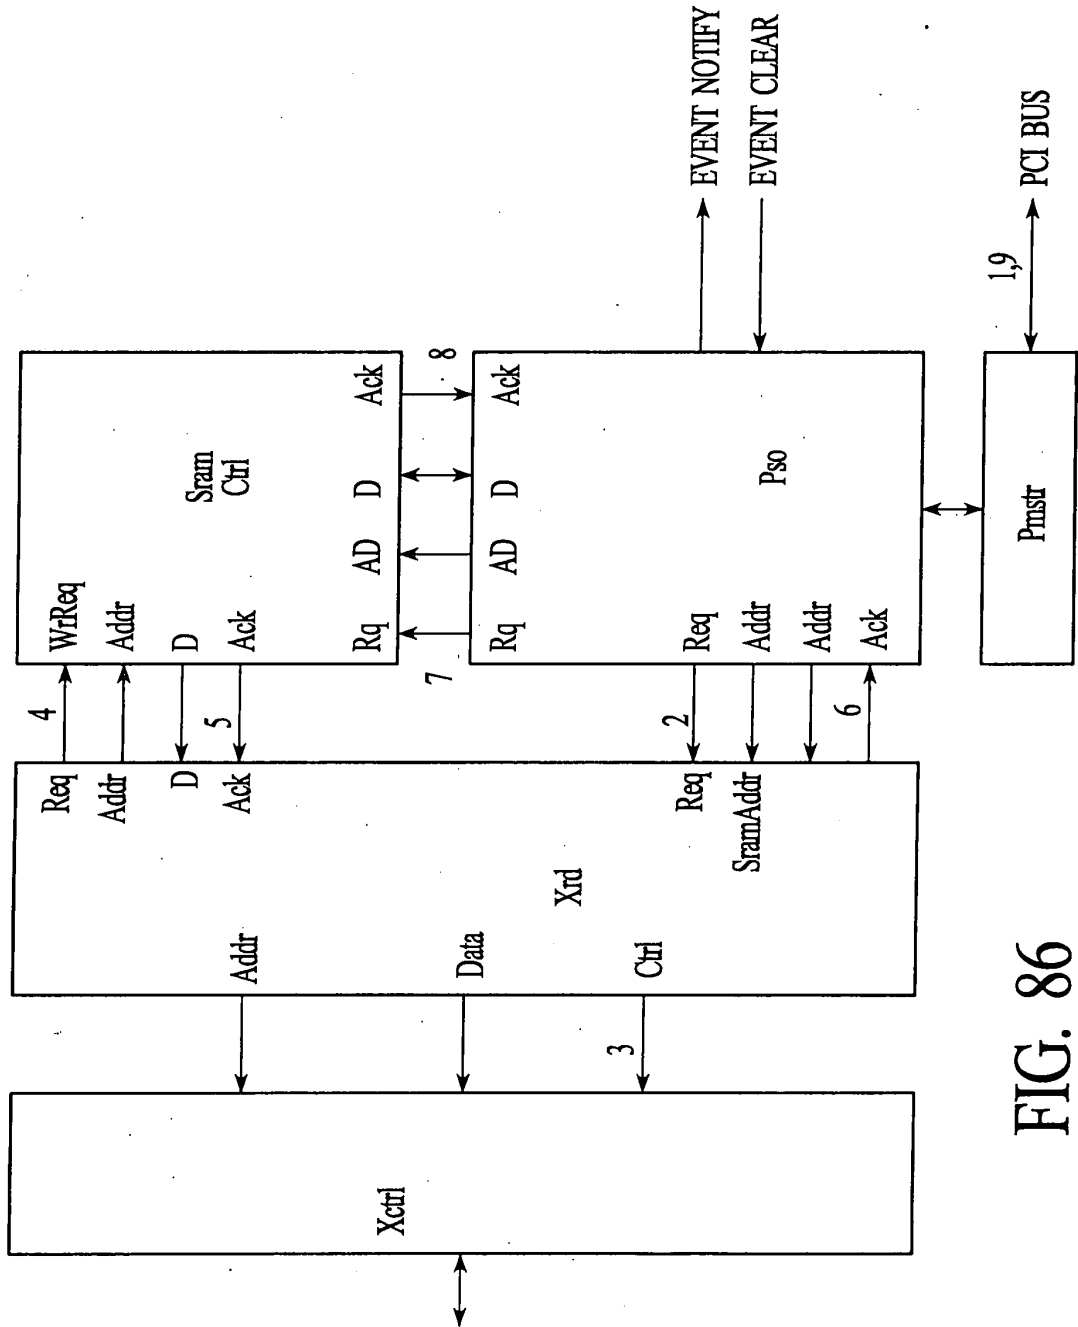 Xctrl
3
Addr
Data
Ctrl
Xrd
Req
Addr
D
Ack
Req
SramAddr
4
5
2
6
WrReq
Addr
D
Ack
Sram
Ctrl
Rq
AD
D
Ack
7
8
Rq
AD
D
Ack
Req
Addr
Addr
Ack
Pso
Pmstr
EVENT NOTIFY
EVENT CLEAR
1,9
PCI BUS
FIG. 86